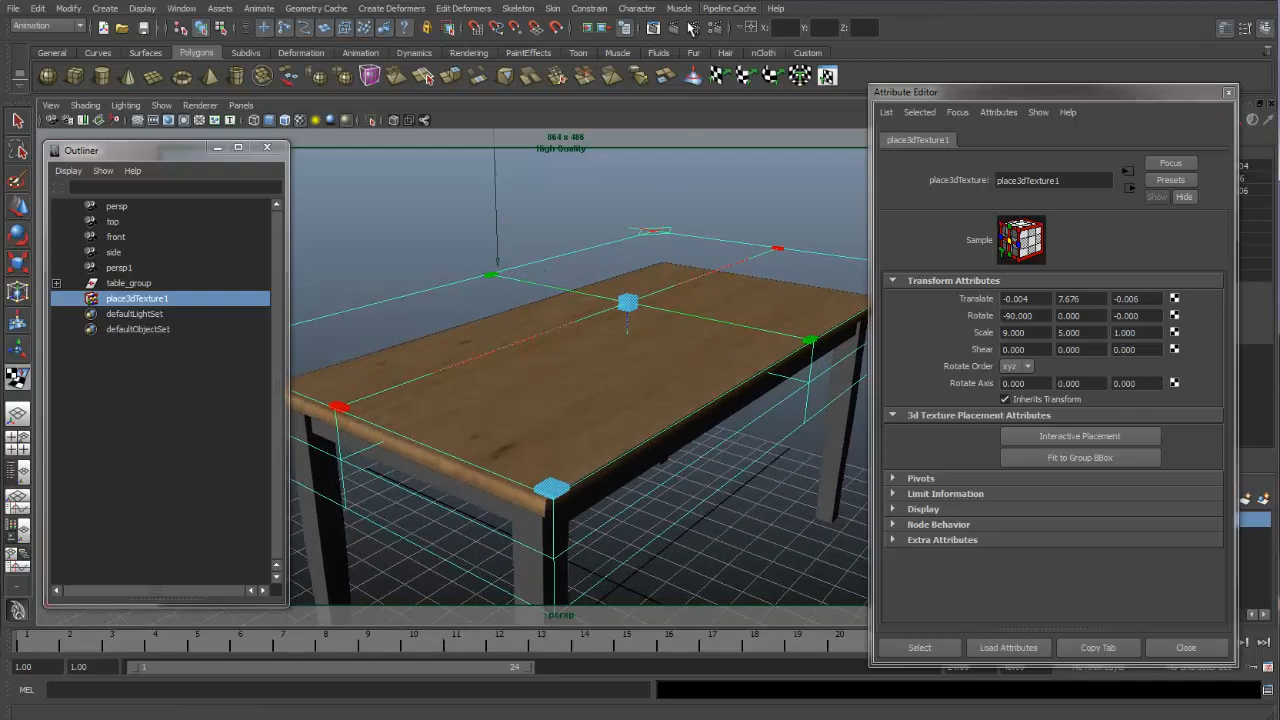 File Edit Modify Create Display Window Assets Animate Geometry Cache Create Deformers Edit Deformers Skeleton Skin Constrain Character Muscle Pipeline Cache Help
Animation X: Y: Z:
General Curves Surfaces Polygons Subdivs Deformation Animation Dynamics Rendering PaintEffects Toon Muscle Fluids Fur Hair nCloth Custom
View Shading Lighting Show Renderer Panels
864 x 486
High Quality
Outliner
Display Show Help
persp
top
front
side
persp1
table_group
place3dTexture1
defaultLightSet
defaultObjectSet
persp
Attribute Editor
List Selected Focus Attributes Show Help
place3dTexture1
Focus
place3dTexture: place3dTexture1 Presets
Show Hide
Sample
Transform Attributes
Translate -0.004 7.676 -0.006
Rotate -90.000 0.000 -0.000
Scale 9.000 5.000 1.000
Shear 0.000 0.000 0.000
Rotate Order xyz
Rotate Axis 0.000 0.000 0.000
Inherits Transform
3d Texture Placement Attributes
Interactive Placement
Fit to Group BBox
Pivots
Limit Information
Display
Node Behavior
Extra Attributes
Select Load Attributes Copy Tab Close
1 2 3 4 5 6 7 8 9 10 11 12 13 14 15 16 17 18 19 20
1.00 1.00 1 24
MEL